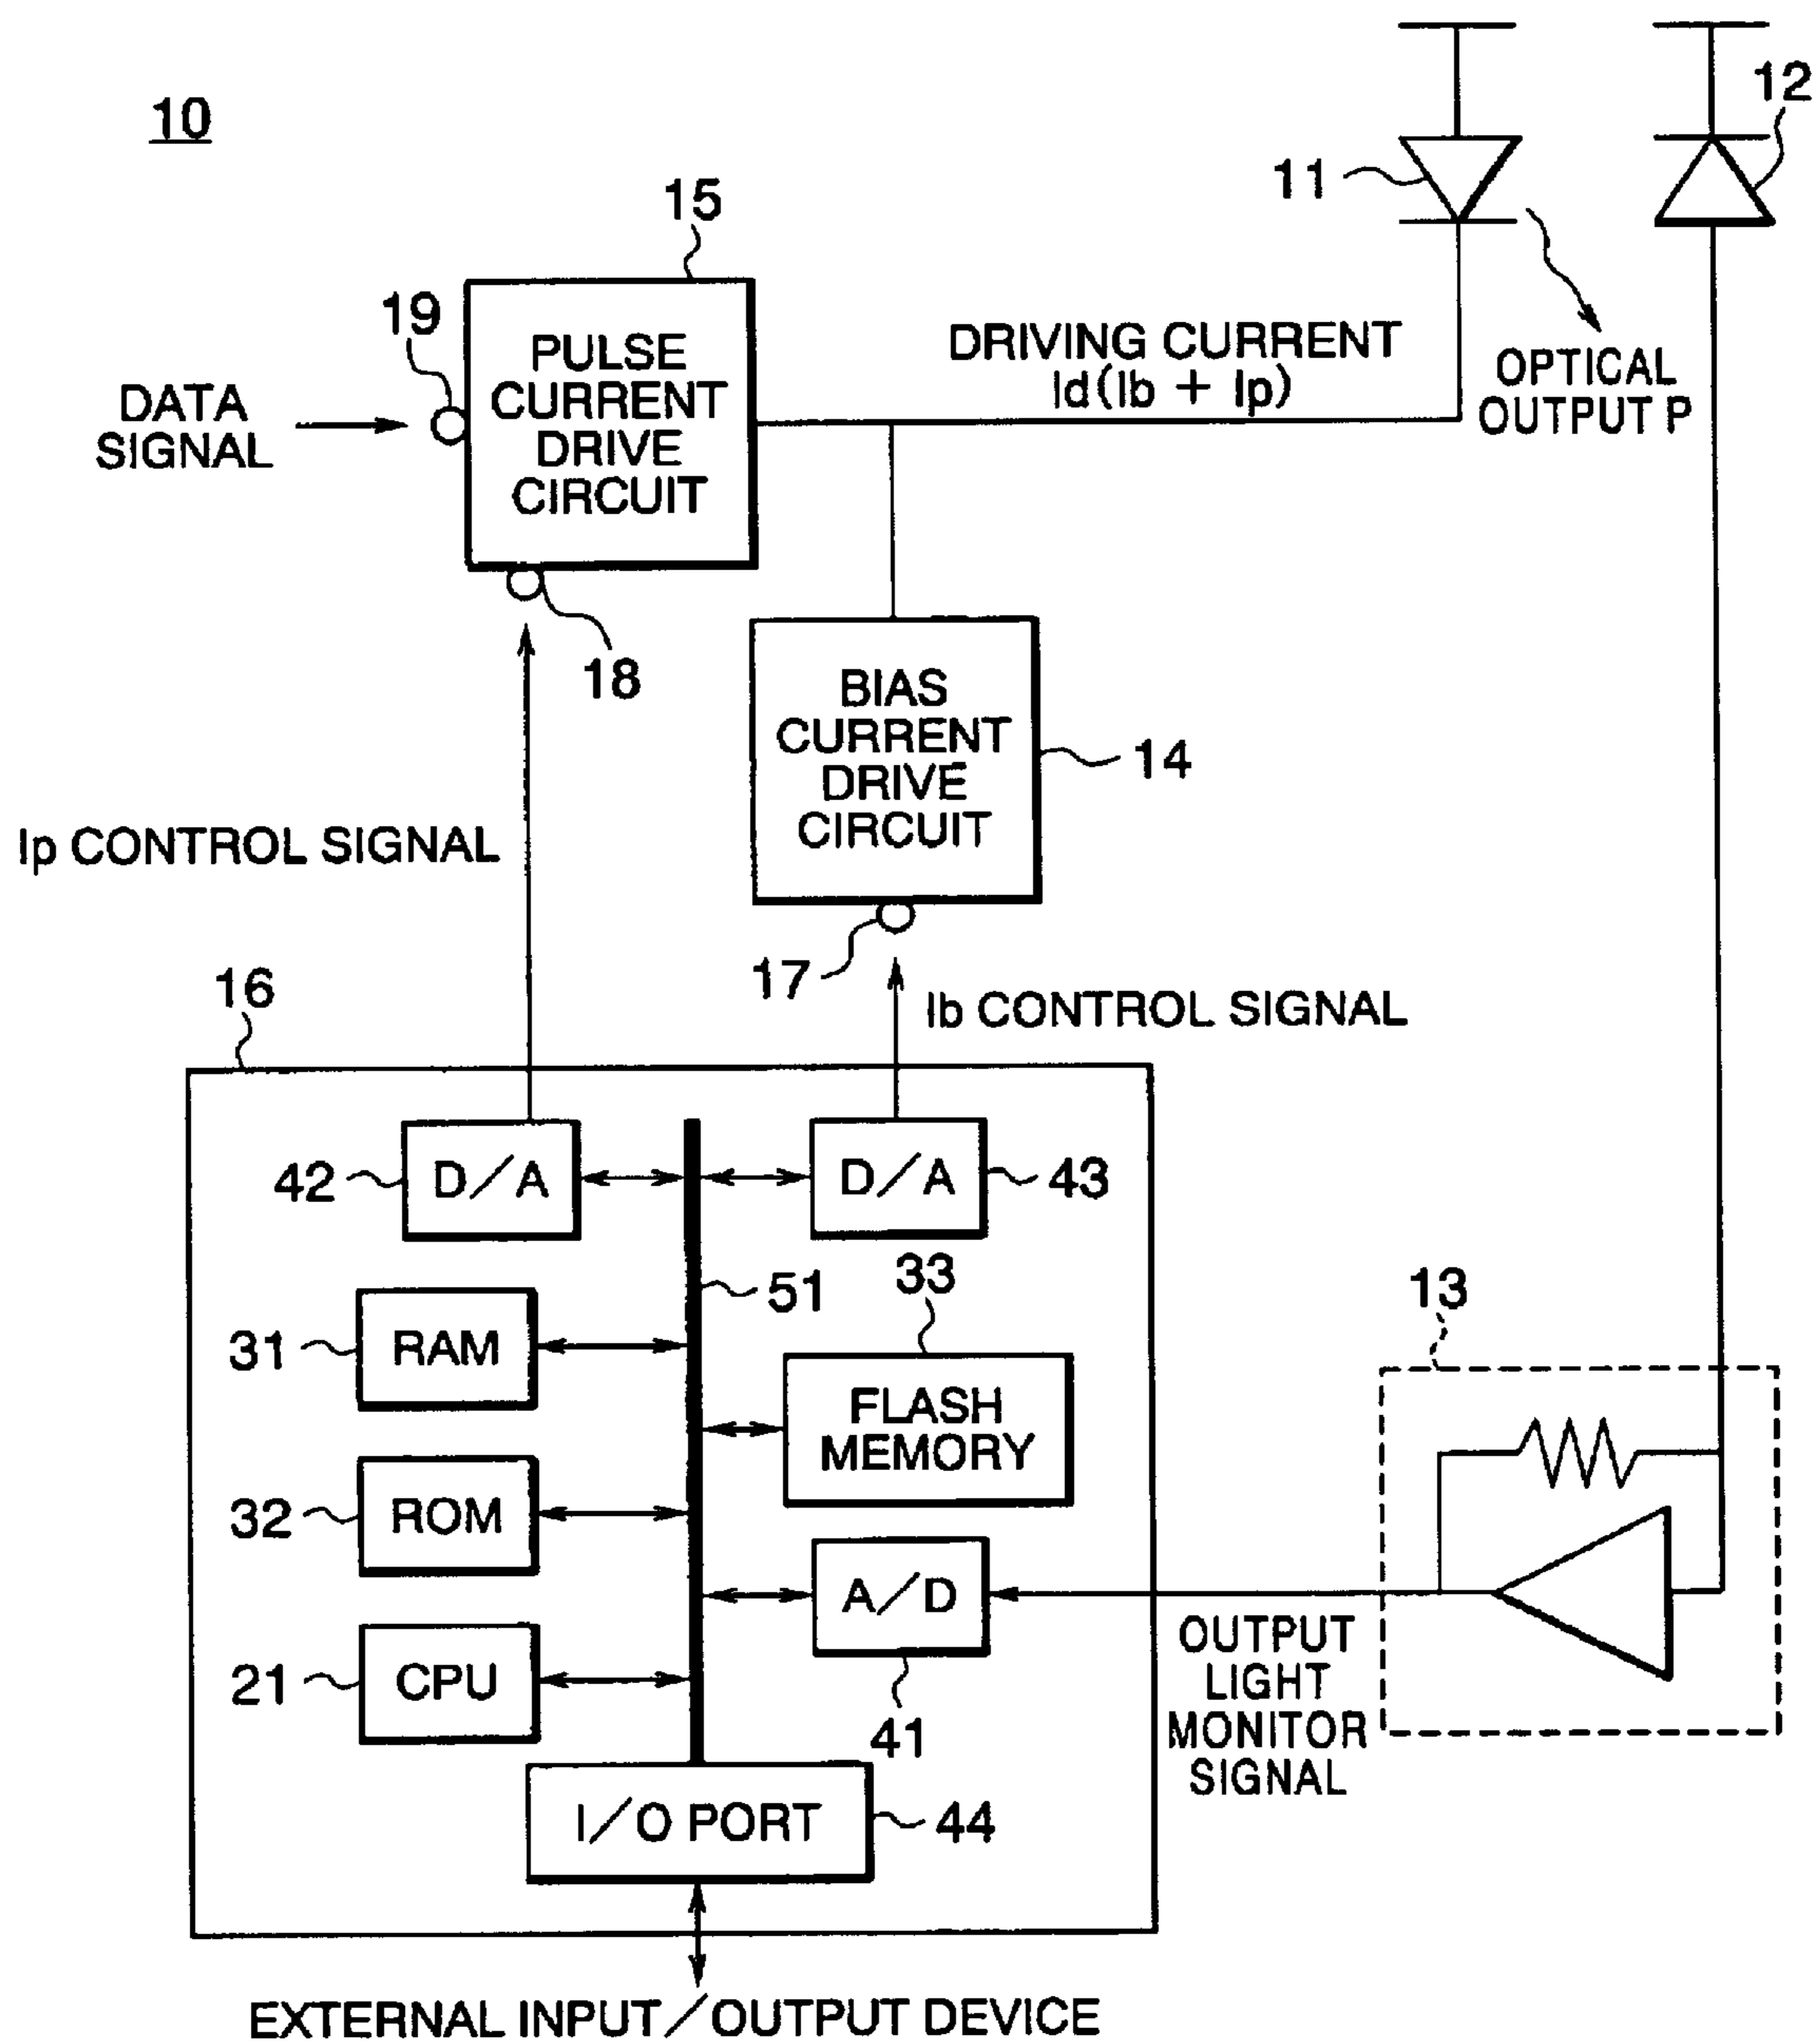 10
12
11
15
19
PULSE
CURRENT
DRIVE
CIRCUIT
DATA
SIGNAL
DRIVING CURRENT
Id(Ib + Ip)
OPTICAL
OUTPUT P
18
BIAS
CURRENT
DRIVE
CIRCUIT
14
Ip CONTROL SIGNAL
17
16
Ib CONTROL SIGNAL
42
D/A
D/A
43
51
33
13
31
RAM
FLASH
MEMORY
32
ROM
A/D
21
CPU
41
OUTPUT
LIGHT
MONITOR
SIGNAL
I/O PORT
44
EXTERNAL INPUT/OUTPUT DEVICE